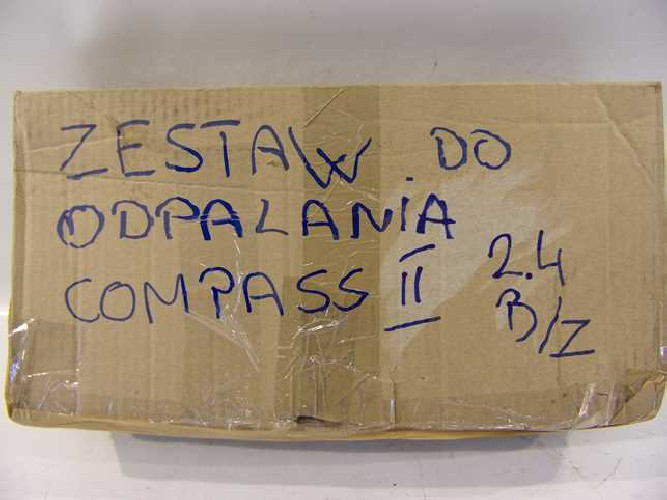 ZESTAW DO
ODPALANIA
COMPASS II 2.4
B/Z